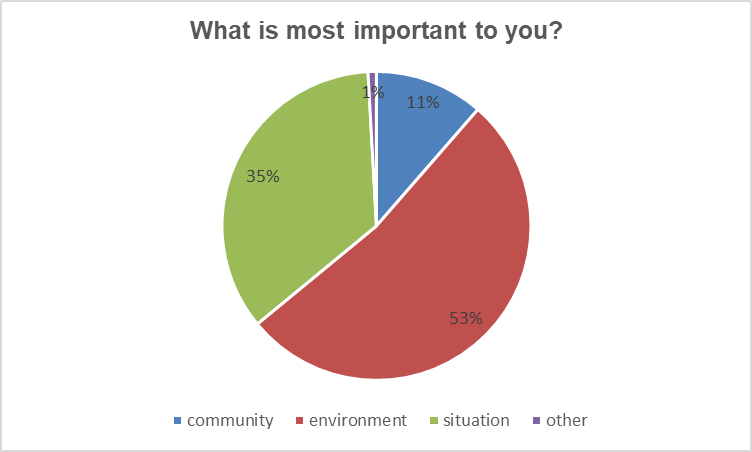 What is most important to you?
1%
11%
35%
53%
community environment situation other